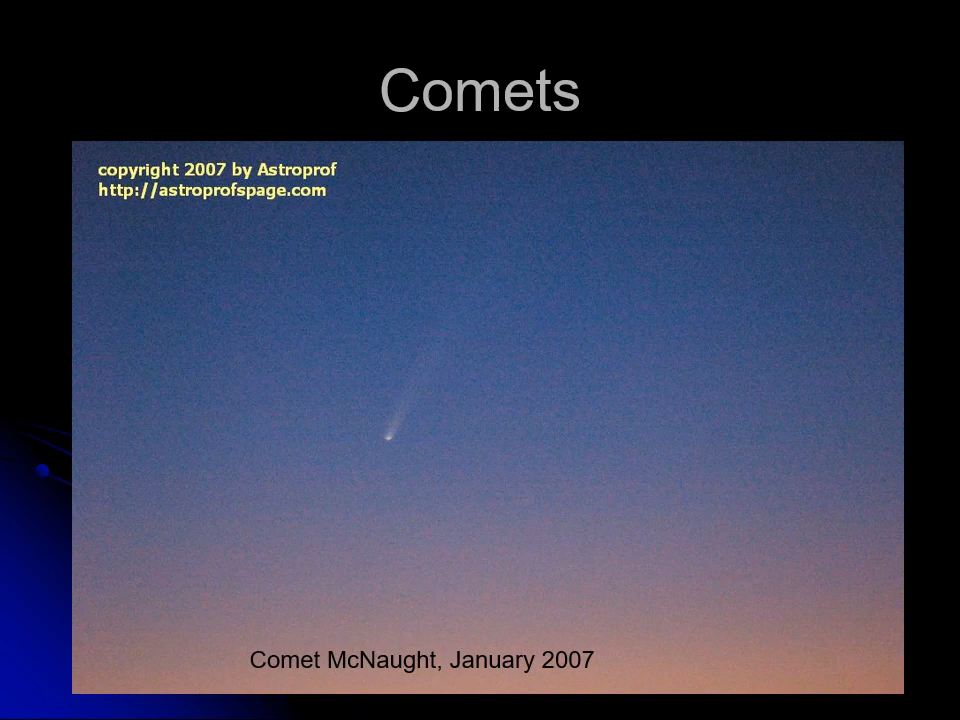 Comets
copyright 2007 by Astroprof
http://astroprofspage.com
Comet McNaught, January 2007